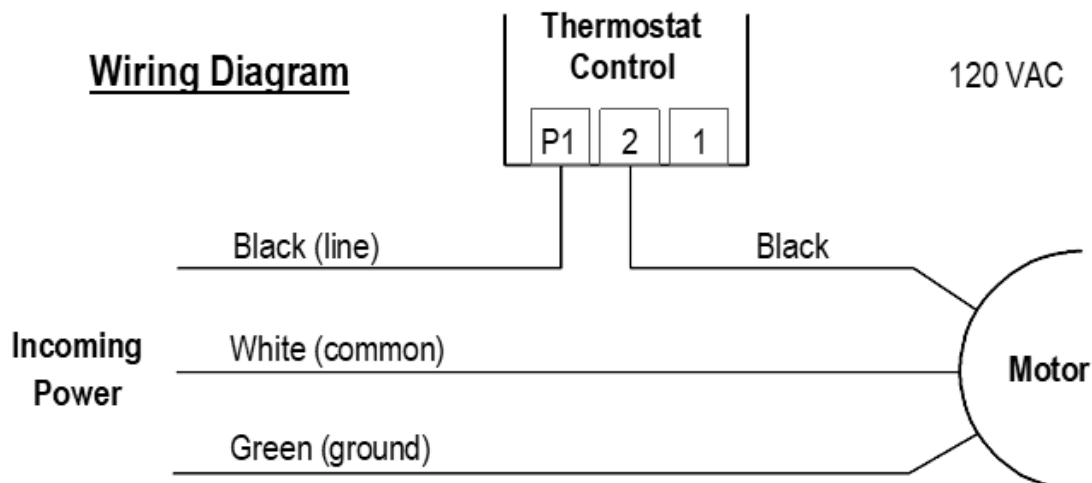 Wiring Diagram
Thermostat
Control
120 VAC
P1 2 1
Black (line)
Black
Incoming
Power
White (common)
Motor
Green (ground)